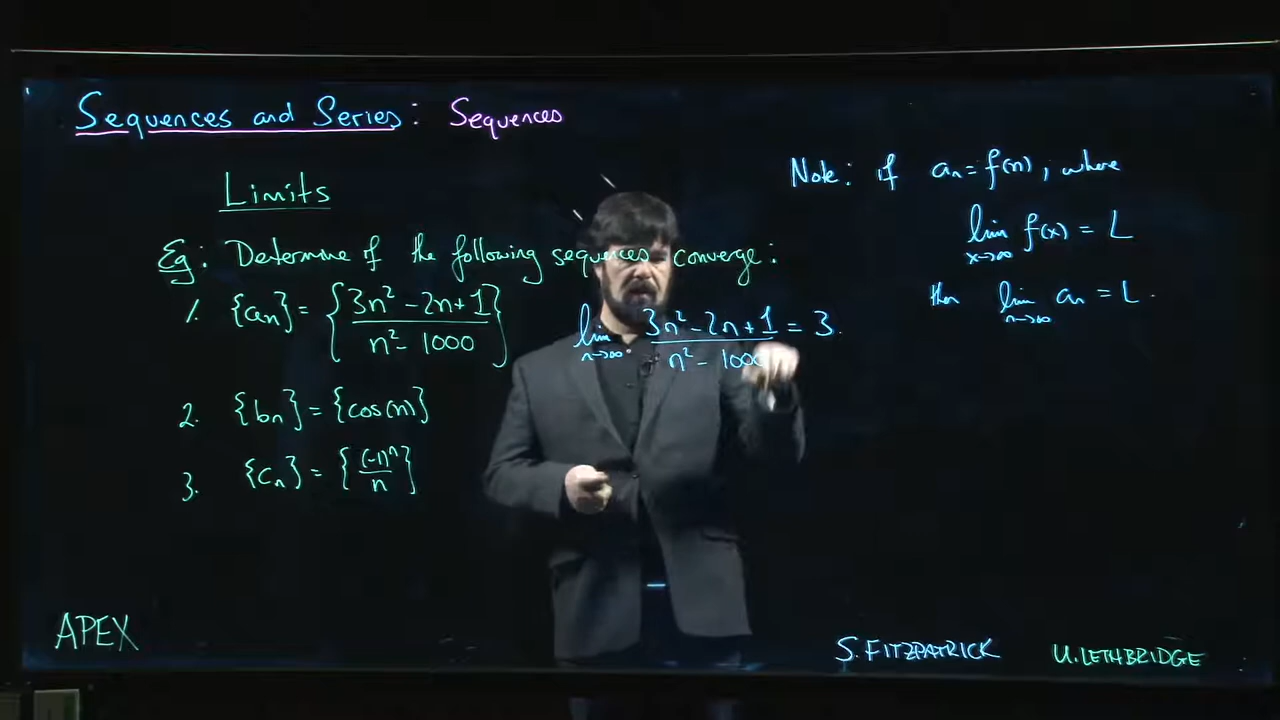 Sequences and Series: Sequences
Limits
Eg: Determine if the following sequences converge:
1. {aₙ} = {(3n² - 2n + 1)/(n² - 1000)}
lim n→∞ (3n² - 2n + 1)/(n² - 1000) = 3.
2. {bₙ} = {cos(n)}
3. {cₙ} = {(-1)ⁿ/n}
Note: if aₙ = f(n), where
lim x→∞ f(x) = L
then lim n→∞ aₙ = L.
APEX
S. FITZPATRICK
U. LETHBRIDGE